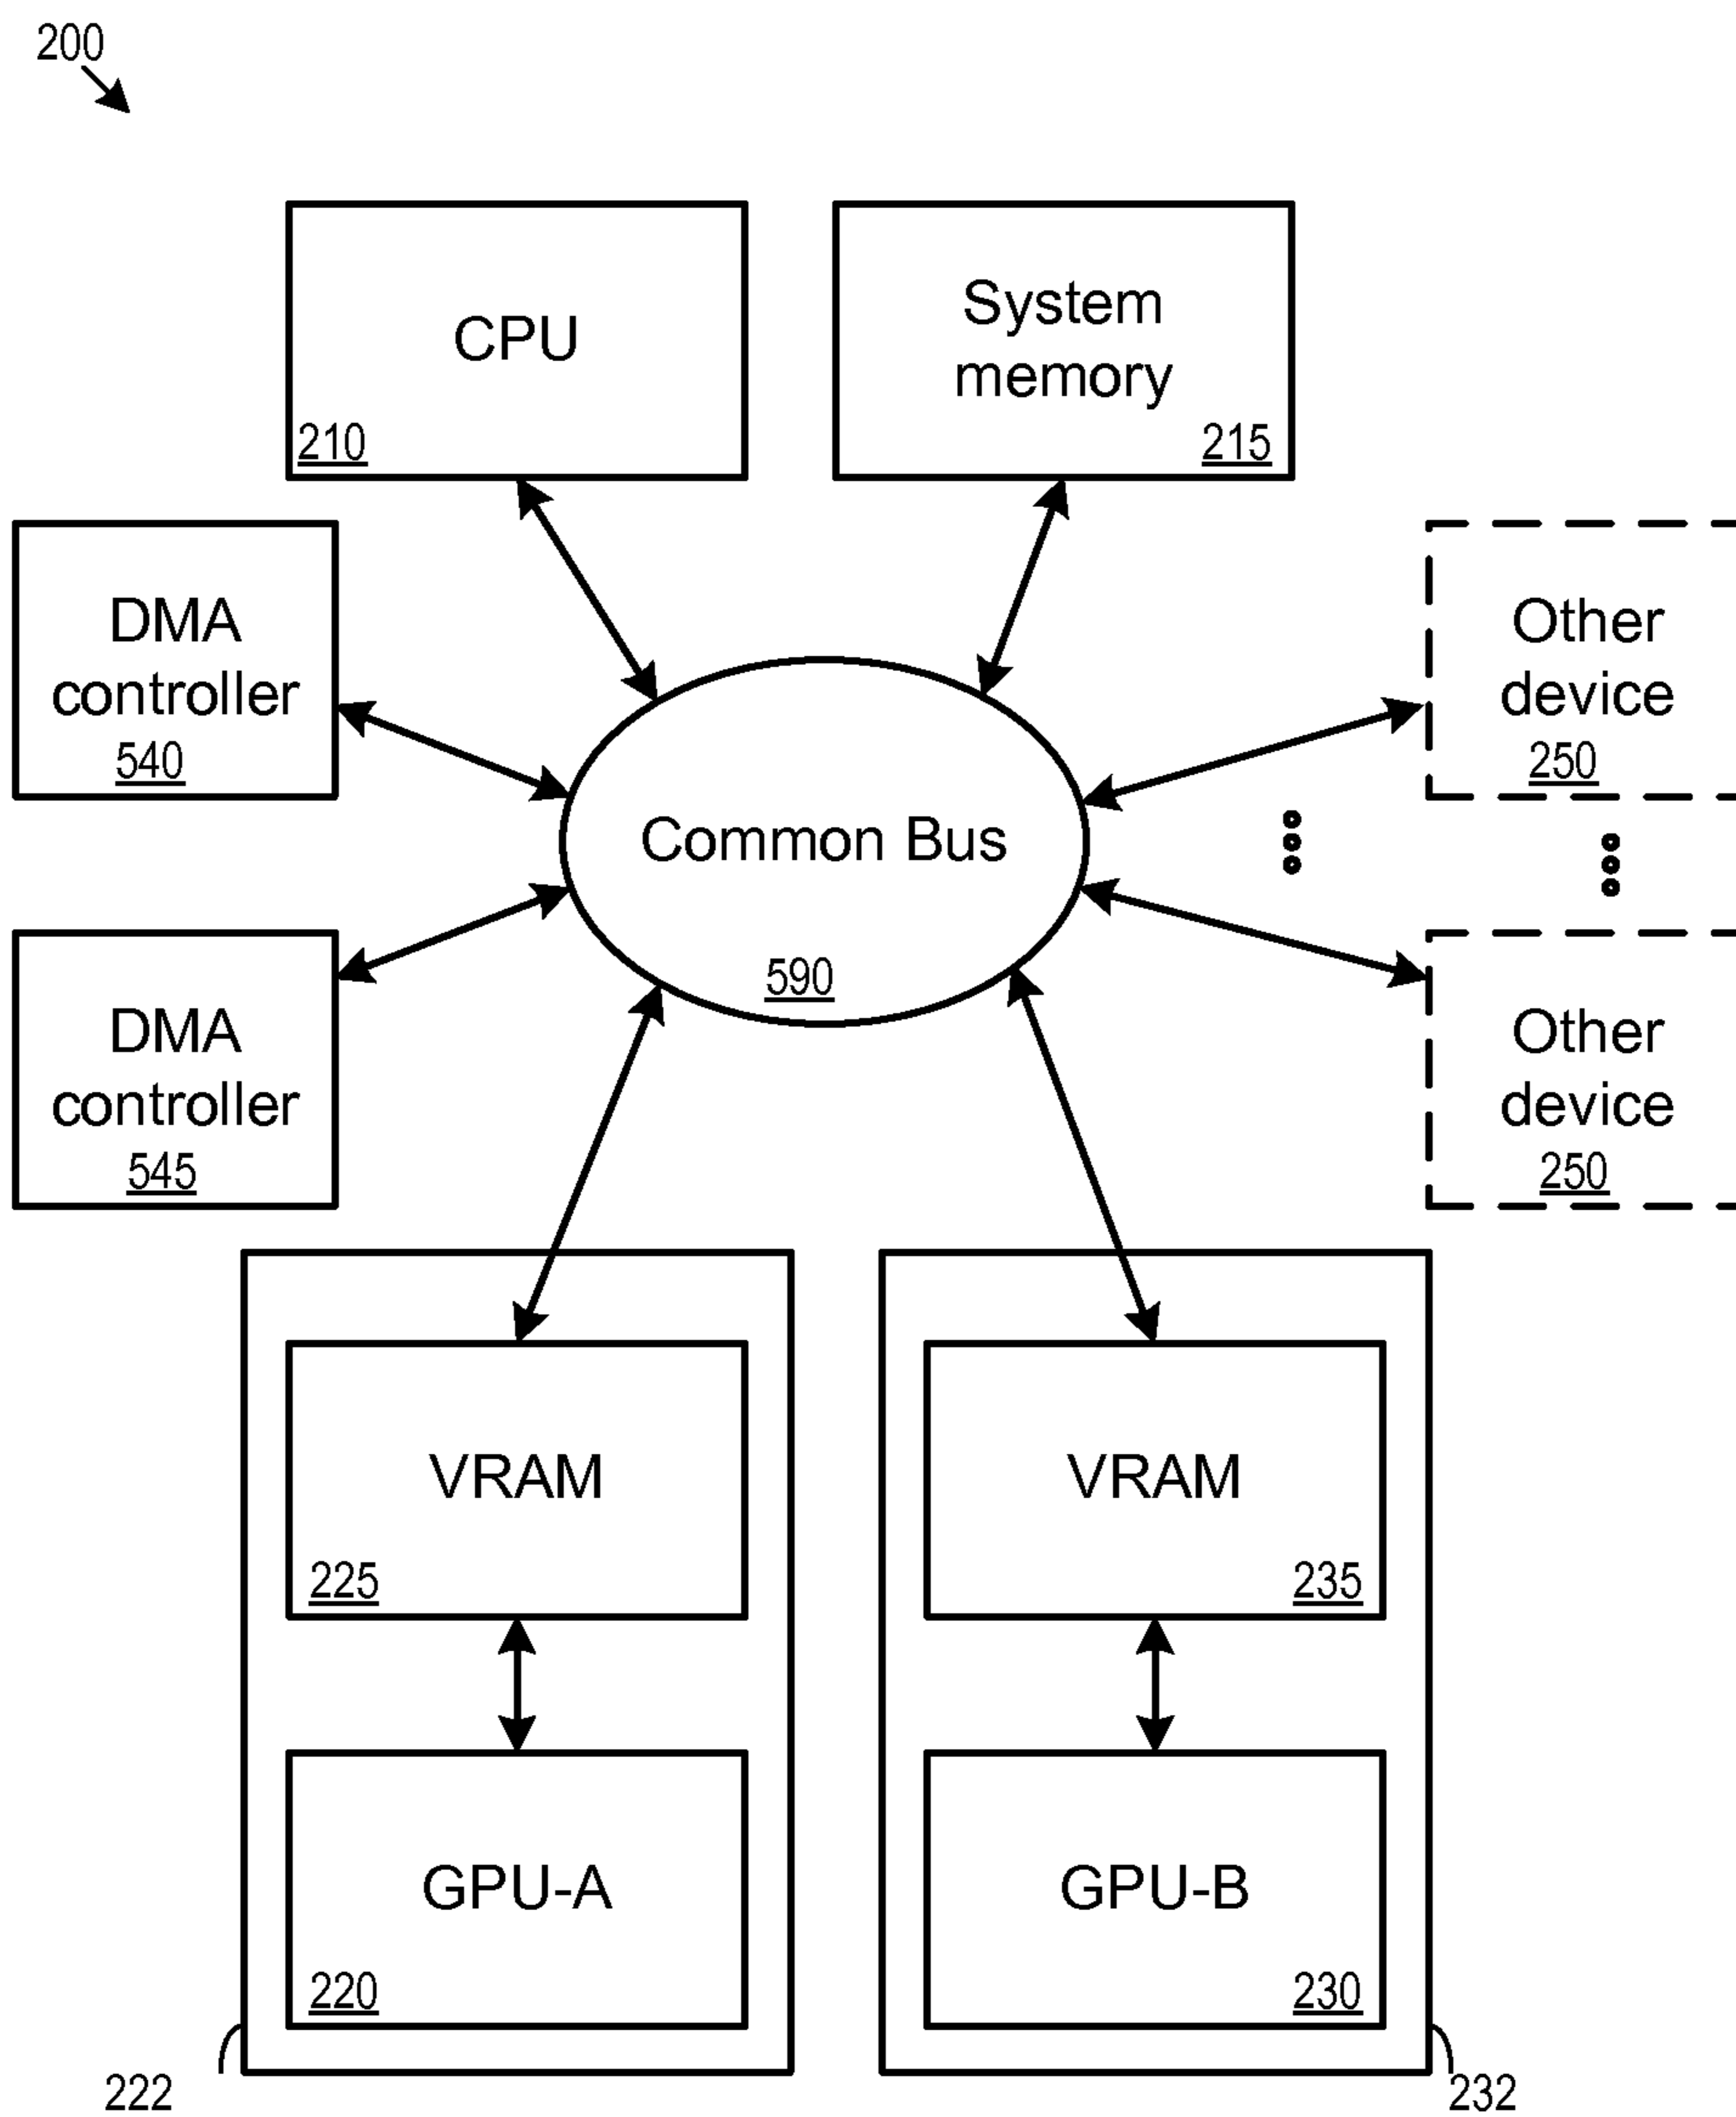 200
CPU
210
System
memory
215
DMA
controller
540
Other
device
250
Common Bus
590
DMA
controller
545
Other
device
250
VRAM
225
VRAM
235
GPU-A
220
GPU-B
230
222
232